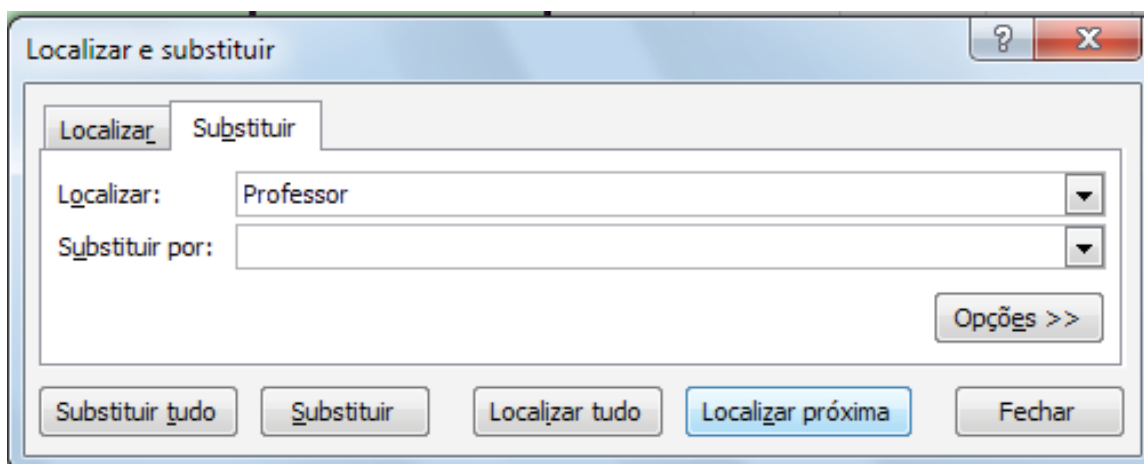 Localizar e substituir
Localizar Substituir
Localizar: Professor
Substituir por:
Opções >>
Substituir tudo Substituir Localizar tudo Localizar próxima Fechar